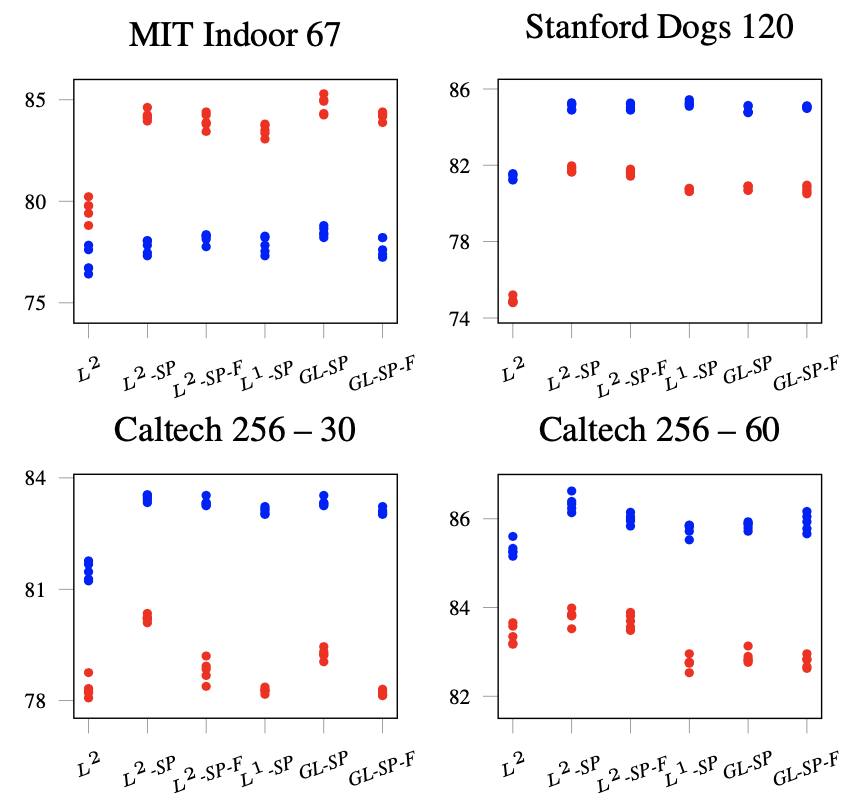 MIT Indoor 67
85
80
75
L² L²-SP L²-SP-F L¹-SP GL-SP GL-SP-F
Stanford Dogs 120
86
82
78
74
L² L²-SP L²-SP-F L¹-SP GL-SP GL-SP-F
Caltech 256 – 30
84
81
78
L² L²-SP L²-SP-F L¹-SP GL-SP GL-SP-F
Caltech 256 – 60
86
84
82
L² L²-SP L²-SP-F L¹-SP GL-SP GL-SP-F